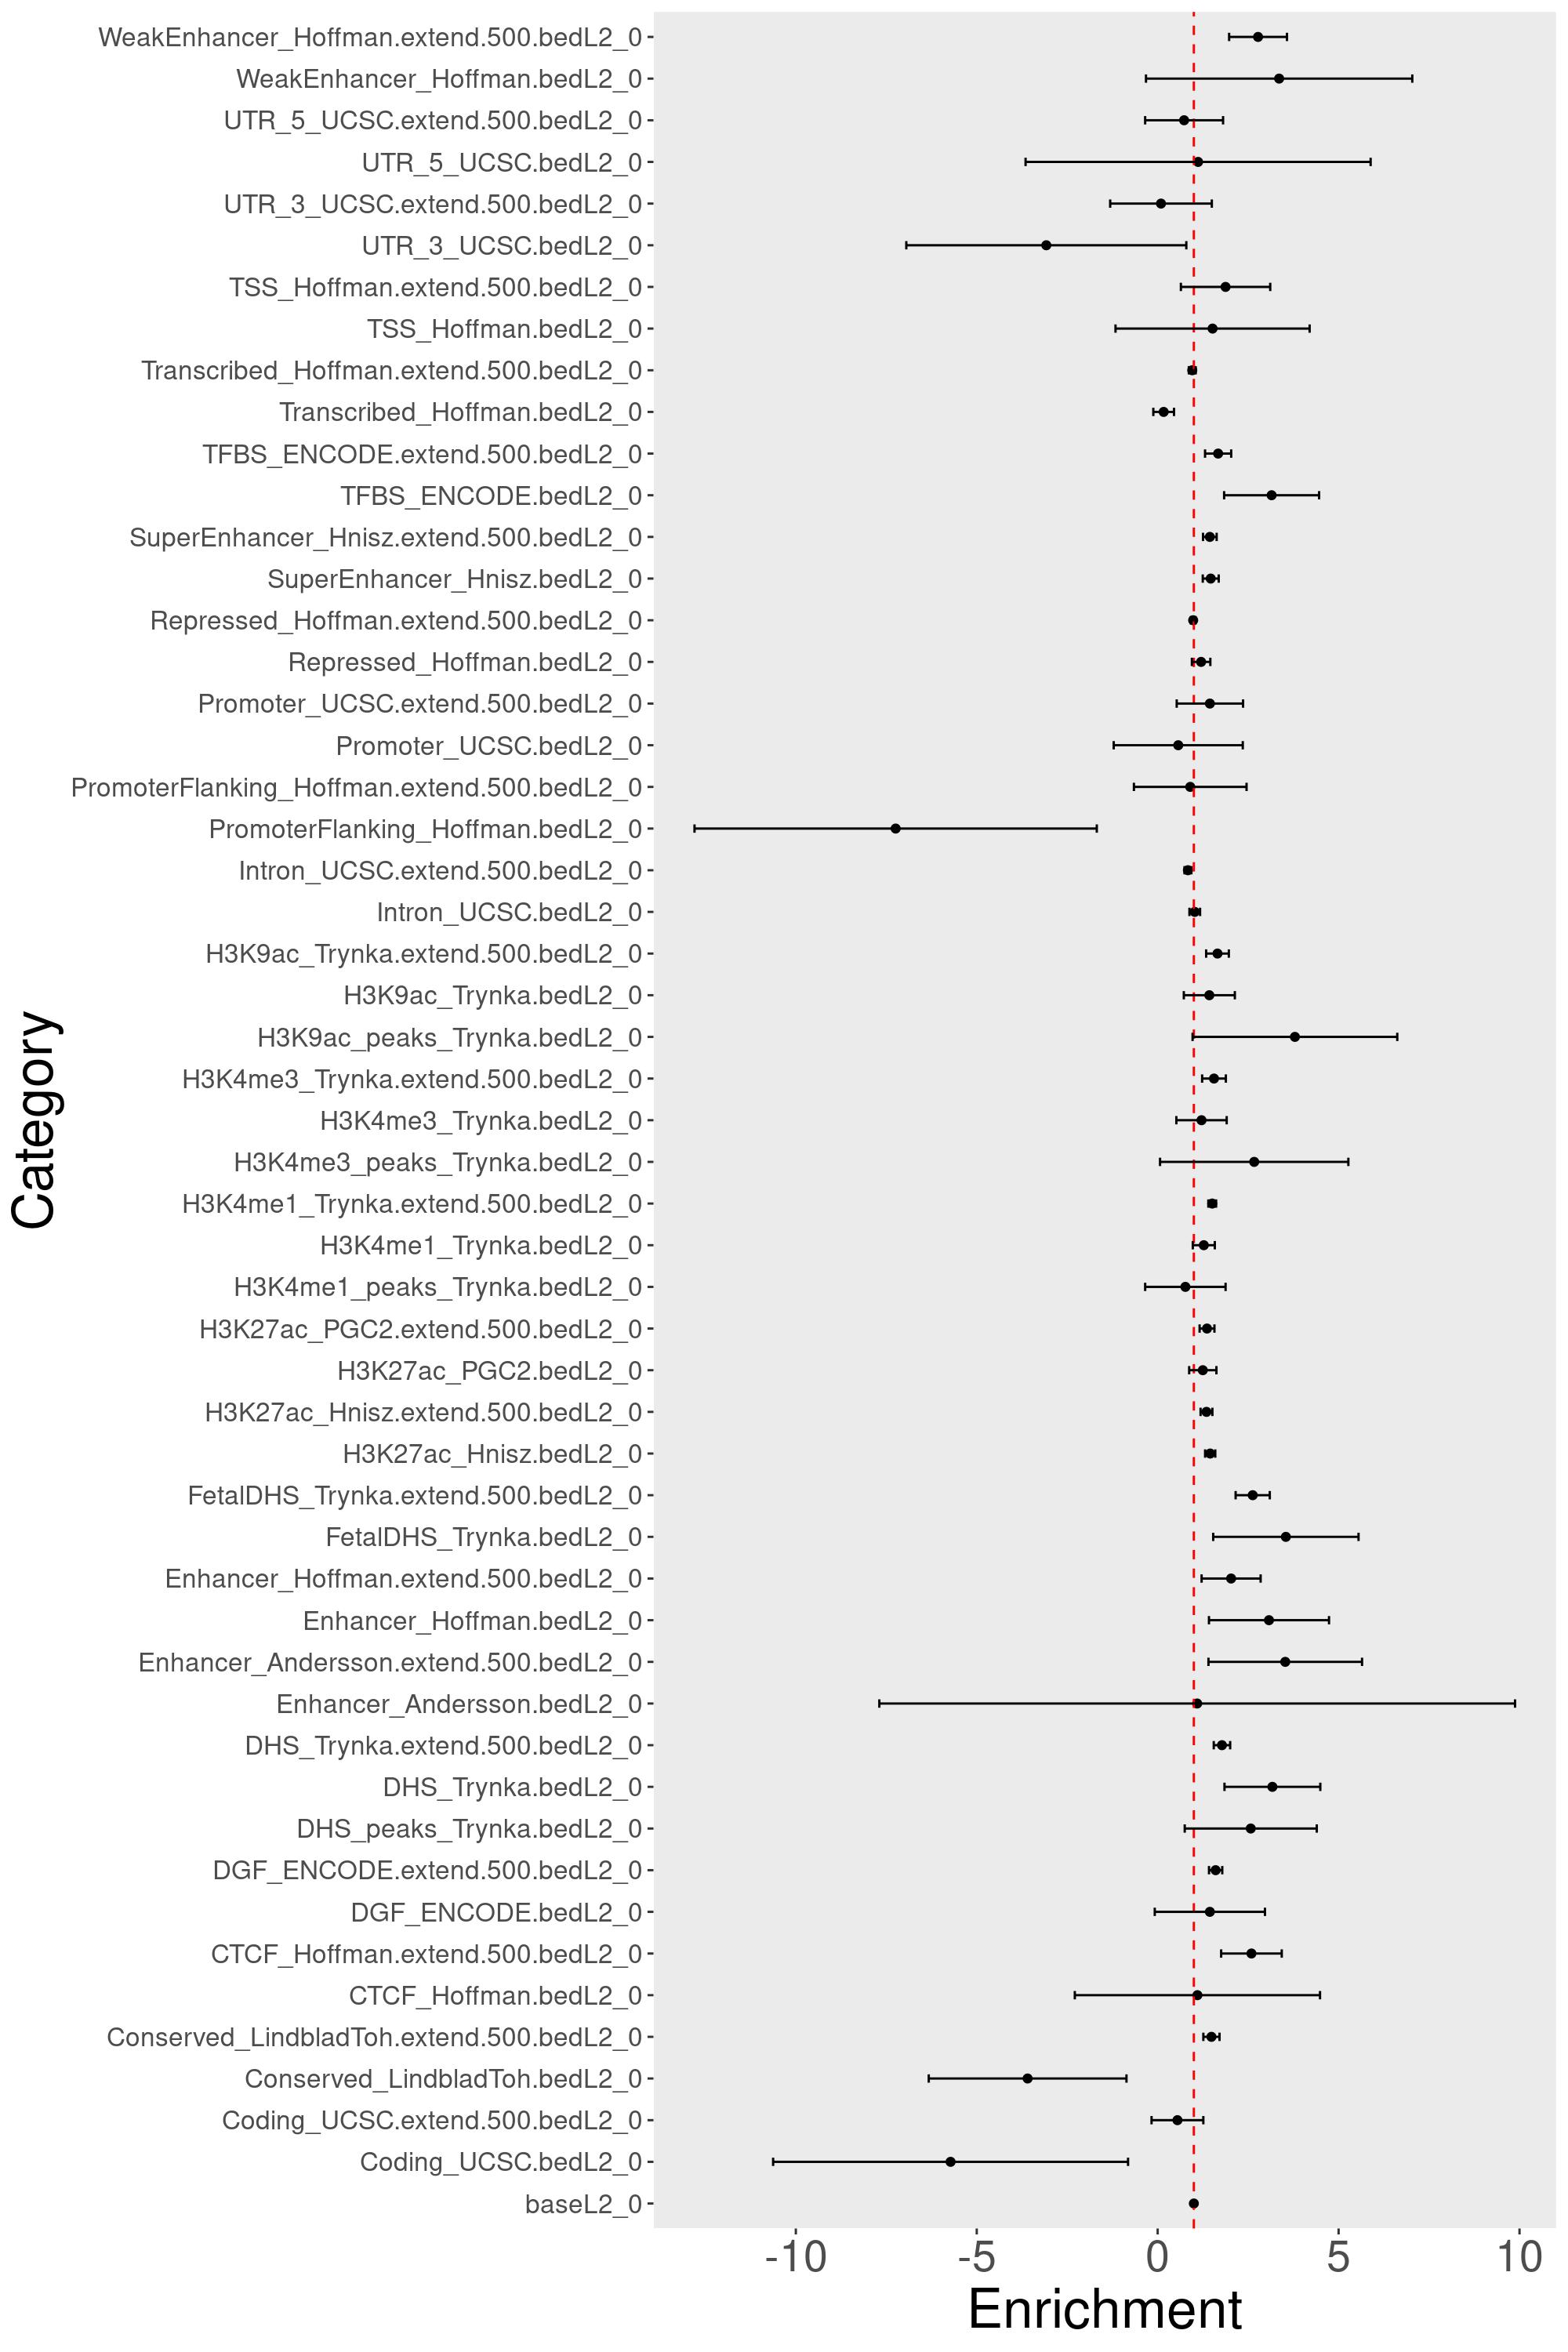 WeakEnhancer_Hoffman.extend.500.bedL2_0
WeakEnhancer_Hoffman.bedL2_0
UTR_5_UCSC.extend.500.bedL2_0
UTR_5_UCSC.bedL2_0
UTR_3_UCSC.extend.500.bedL2_0
UTR_3_UCSC.bedL2_0
TSS_Hoffman.extend.500.bedL2_0
TSS_Hoffman.bedL2_0
Transcribed_Hoffman.extend.500.bedL2_0
Transcribed_Hoffman.bedL2_0
TFBS_ENCODE.extend.500.bedL2_0
TFBS_ENCODE.bedL2_0
SuperEnhancer_Hnisz.extend.500.bedL2_0
SuperEnhancer_Hnisz.bedL2_0
Repressed_Hoffman.extend.500.bedL2_0
Repressed_Hoffman.bedL2_0
Promoter_UCSC.extend.500.bedL2_0
Promoter_UCSC.bedL2_0
PromoterFlanking_Hoffman.extend.500.bedL2_0
PromoterFlanking_Hoffman.bedL2_0
Intron_UCSC.extend.500.bedL2_0
Intron_UCSC.bedL2_0
H3K9ac_Trynka.extend.500.bedL2_0
H3K9ac_Trynka.bedL2_0
H3K9ac_peaks_Trynka.bedL2_0
H3K4me3_Trynka.extend.500.bedL2_0
H3K4me3_Trynka.bedL2_0
H3K4me3_peaks_Trynka.bedL2_0
H3K4me1_Trynka.extend.500.bedL2_0
H3K4me1_Trynka.bedL2_0
H3K4me1_peaks_Trynka.bedL2_0
H3K27ac_PGC2.extend.500.bedL2_0
H3K27ac_PGC2.bedL2_0
H3K27ac_Hnisz.extend.500.bedL2_0
H3K27ac_Hnisz.bedL2_0
FetalDHS_Trynka.extend.500.bedL2_0
FetalDHS_Trynka.bedL2_0
Enhancer_Hoffman.extend.500.bedL2_0
Enhancer_Hoffman.bedL2_0
Enhancer_Andersson.extend.500.bedL2_0
Enhancer_Andersson.bedL2_0
DHS_Trynka.extend.500.bedL2_0
DHS_Trynka.bedL2_0
DHS_peaks_Trynka.bedL2_0
DGF_ENCODE.extend.500.bedL2_0
DGF_ENCODE.bedL2_0
CTCF_Hoffman.extend.500.bedL2_0
CTCF_Hoffman.bedL2_0
Conserved_LindbladToh.extend.500.bedL2_0
Conserved_LindbladToh.bedL2_0
Coding_UCSC.extend.500.bedL2_0
Coding_UCSC.bedL2_0
baseL2_0
Category
-10 -5 0 5 10
Enrichment